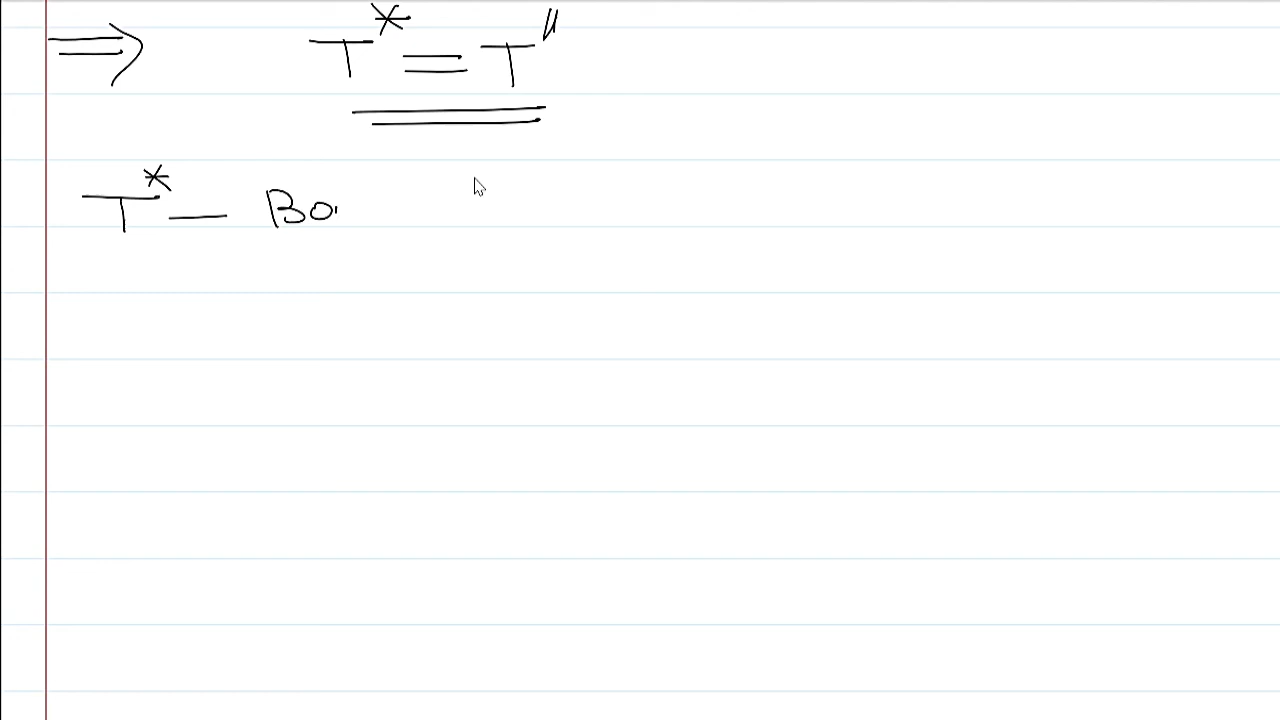 ⇒ T* = T"
T* — Bo